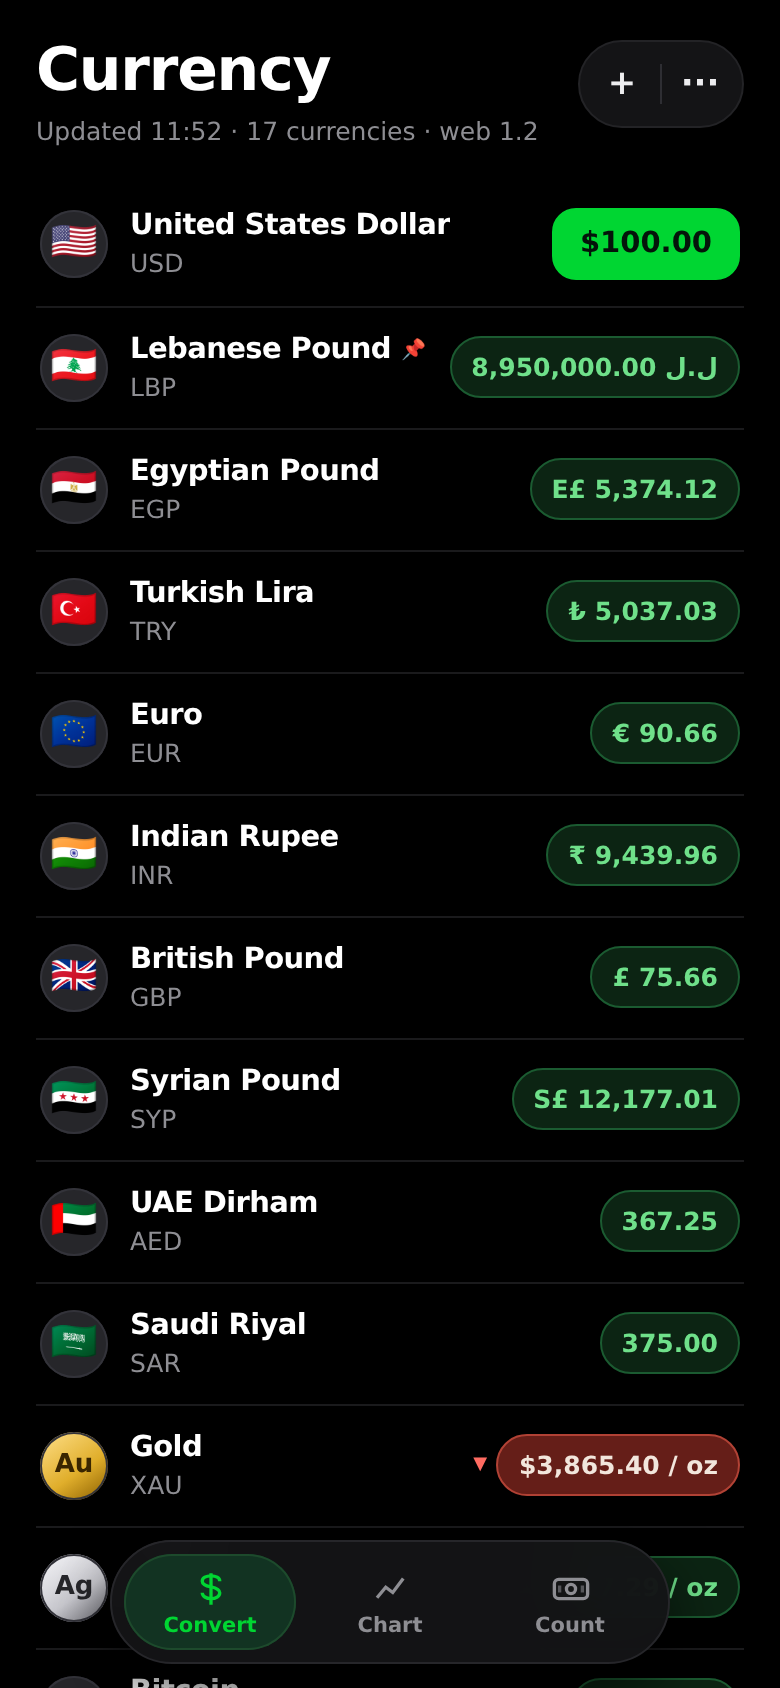 Currency
+ ...
Updated 11:52 · 17 currencies · web 1.2
United States Dollar
USD
$100.00
Lebanese Pound 📌
LBP
8,950,000.00 ل.ل
Egyptian Pound
EGP
E£ 5,374.12
Turkish Lira
TRY
₺ 5,037.03
Euro
EUR
€ 90.66
Indian Rupee
INR
₹ 9,439.96
British Pound
GBP
£ 75.66
Syrian Pound
SYP
S£ 12,177.01
UAE Dirham
AED
367.25
Saudi Riyal
SAR
375.00
Au
Gold
XAU
▼ $3,865.40 / oz
Ag
/ oz
$ Convert
Chart
Count
Bitcoin